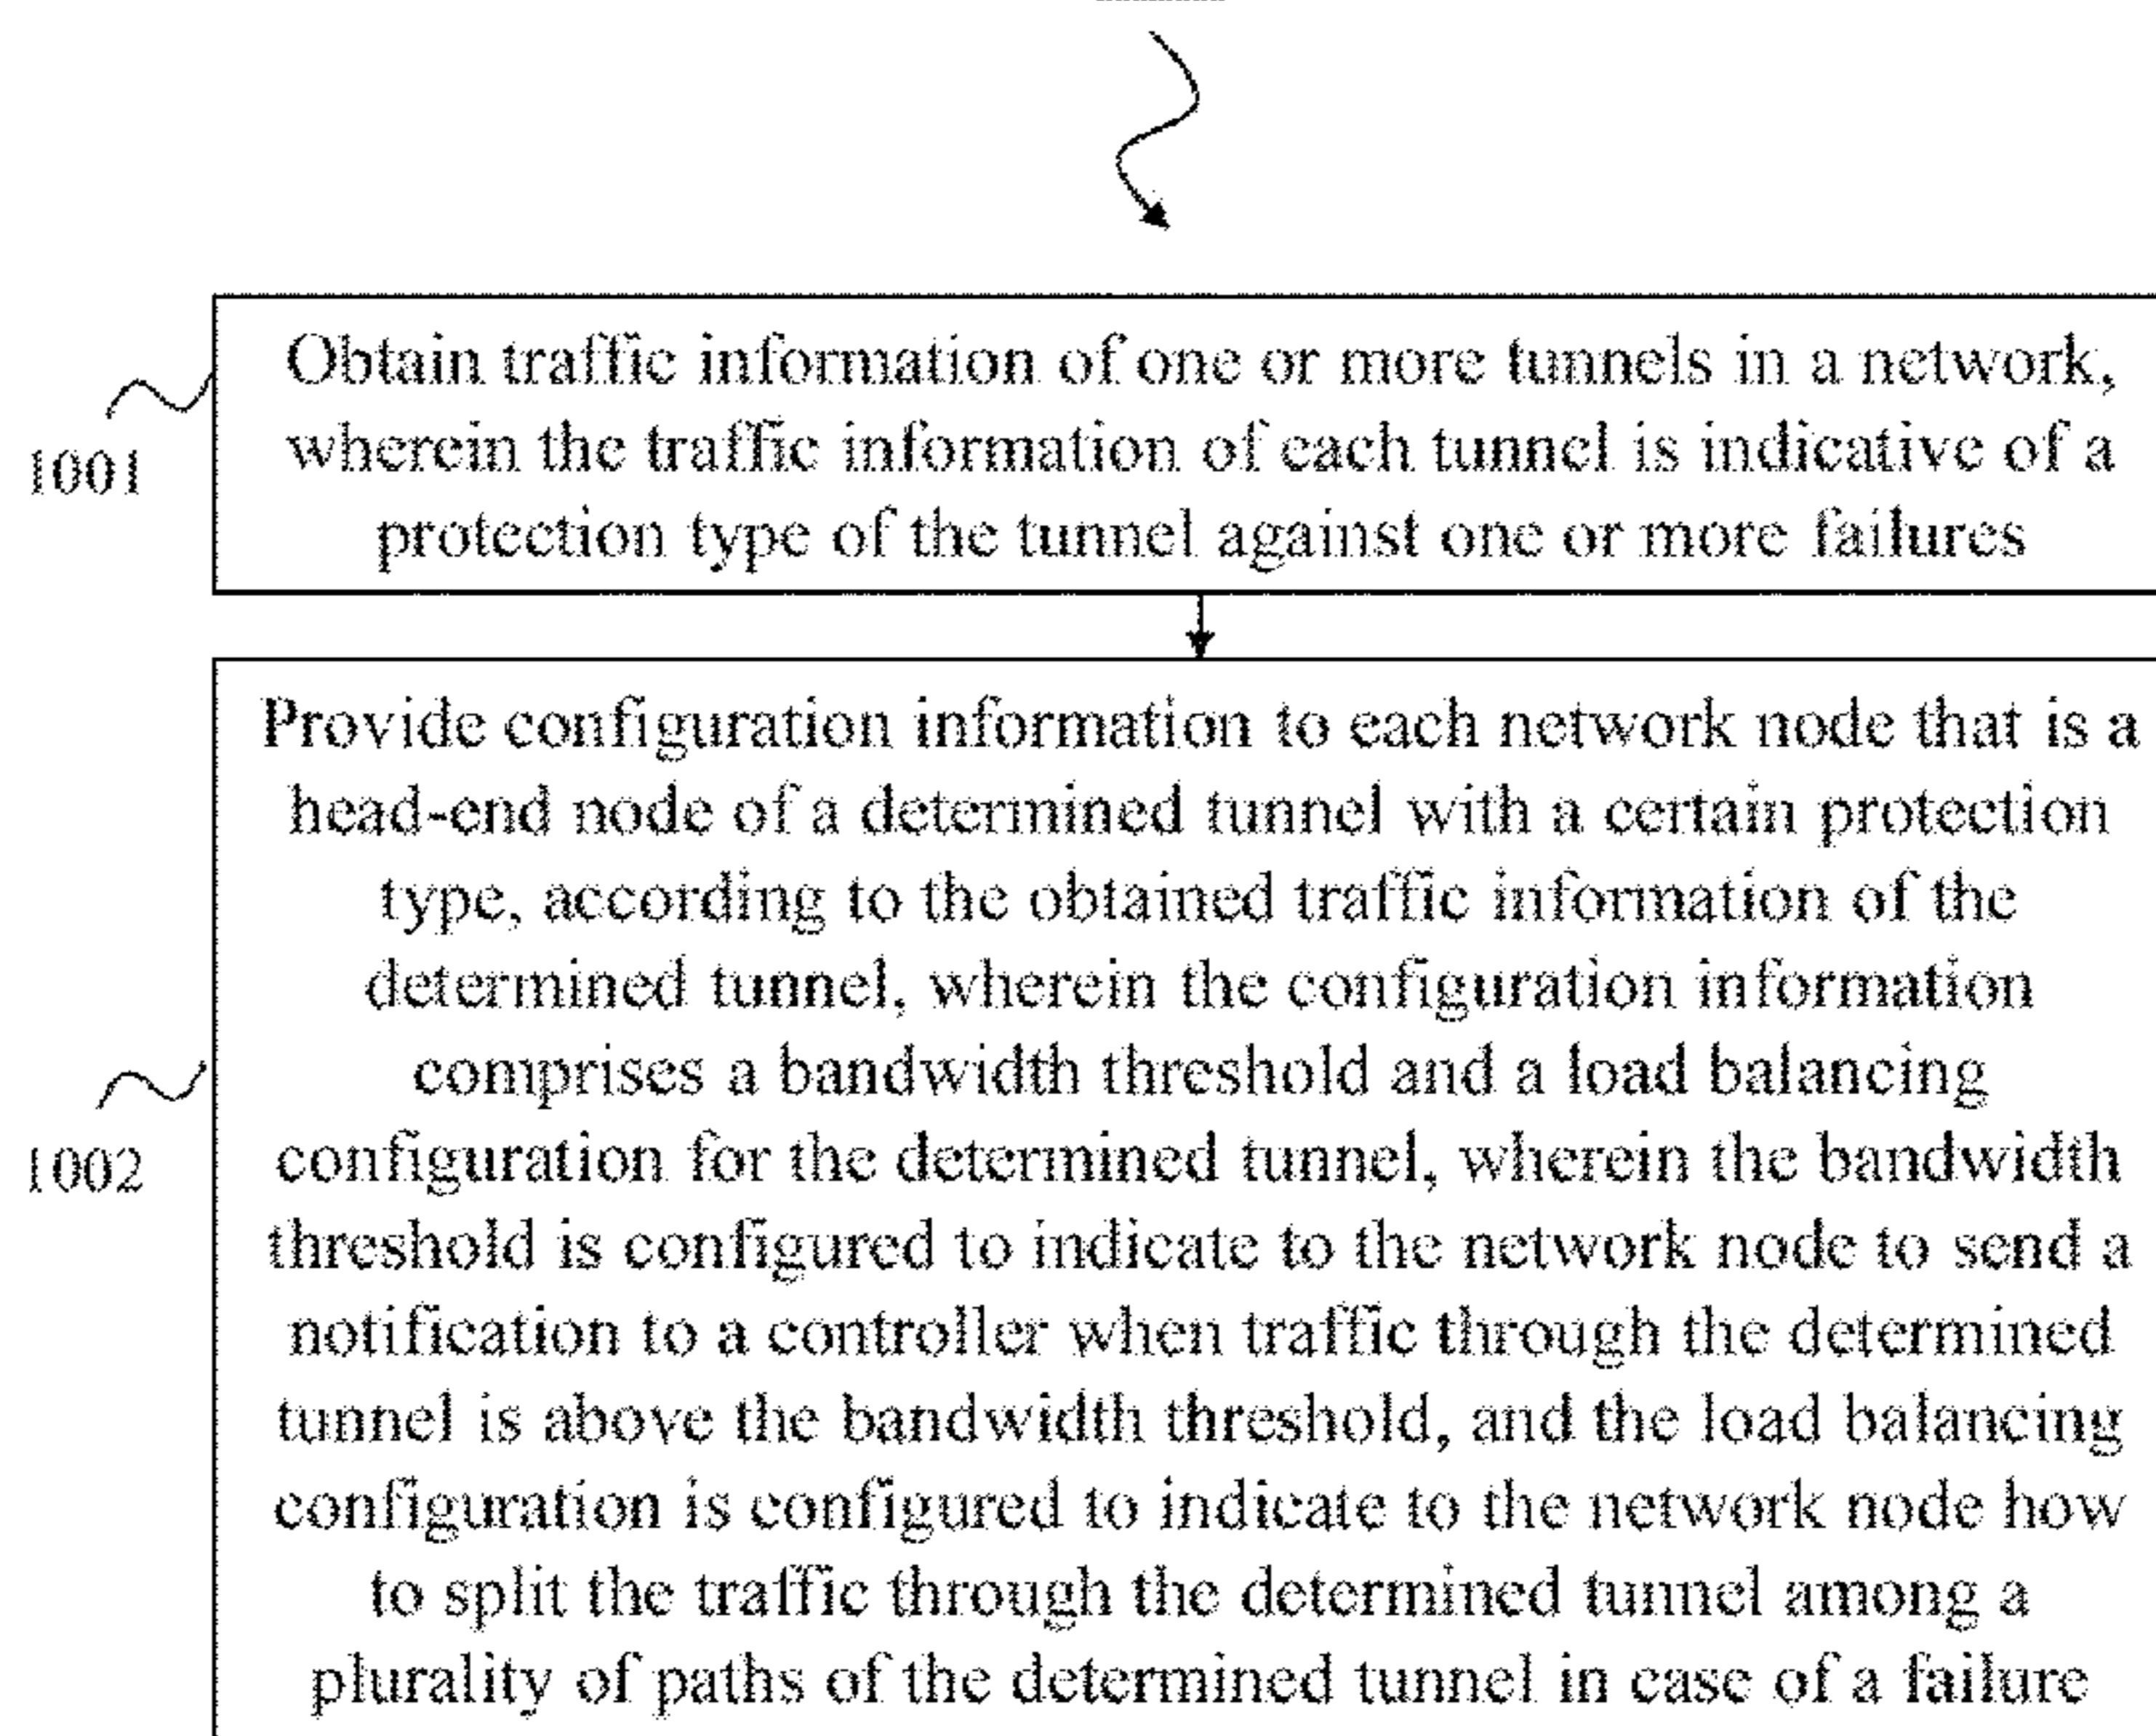 Obtain traffic information of one or more tunnels in a network,
wherein the traffic information of each tunnel is indicative of a
1001
protection type of the tunnel against one or more failures
Provide configuration information to each network node that is a
head-end node of a determined tunnel with a certain protection
type, according to the obtained traffic information of the
determined tunnel, wherein the configuration information
comprises a bandwidth threshold and a load balancing
1002
configuration for the determined tunnel, wherein the bandwidth
threshold is configured to indicate to the network node to send a
notification to a controller when traffic through the determined
tunnel is above the bandwidth threshold, and the load balancing
configuration is configured to indicate to the network node how
to split the traffic through the determined tunnel among a
plurality of paths of the determined tunnel in case of a failure